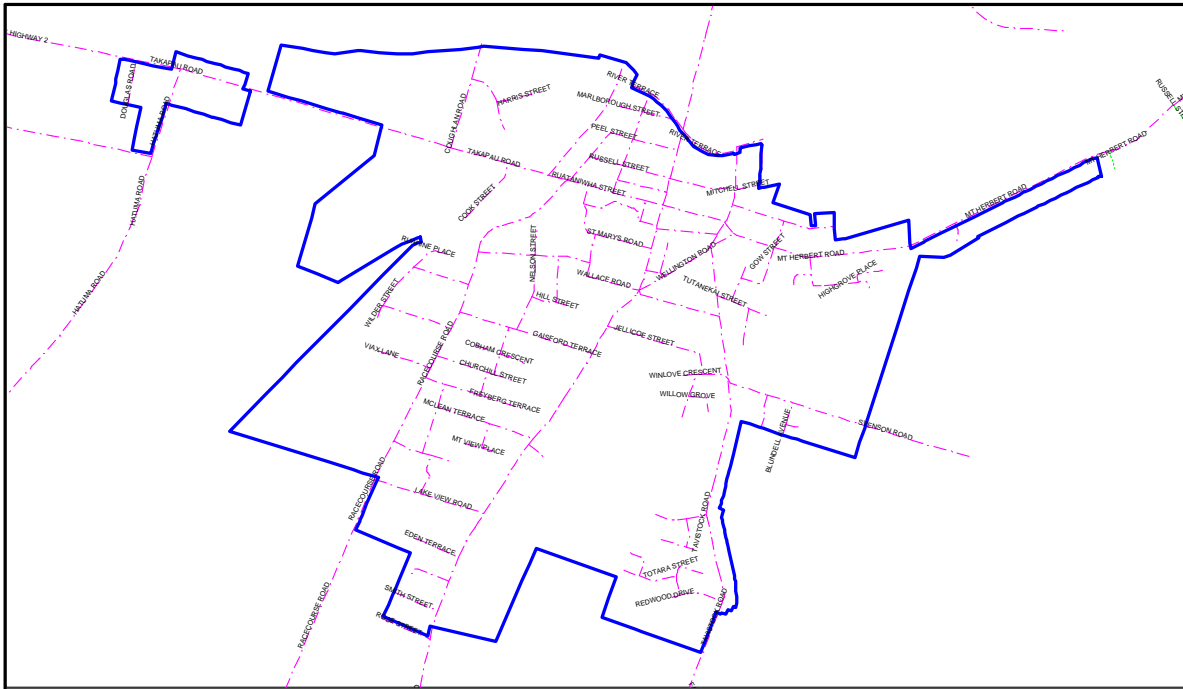 HIGHWAY 2
TAKAPAU ROAD
DOUGLAS ROAD
HATUMA ROAD
HATUMA ROAD
HATUMA ROAD
COUGHLAN ROAD
HARRIS STREET
RIVER TERRACE
MARLBOROUGH STREET
PEEL STREET
RIVER TERRACE
RUSSELL STREET
TAKAPAU ROAD
RUATANIWHA STREET
MITCHELL STREET
COOK STREET
MT HERBERT ROAD
MT HERBERT ROAD
ST MARYS ROAD
NELSON STREET
WALLACE ROAD
WELLINGTON ROAD
GOW STREET
MT HERBERT ROAD
HIGHGROVE PLACE
TUTANEKAI STREET
HILL STREET
WILDER STREET
GAISFORD TERRACE
JELLICOE STREET
RACECOURSE ROAD
VIAX LANE
COBHAM CRESCENT
CHURCHILL STREET
WINLOVE CRESCENT
FREYBERG TERRACE
WILLOW GROVE
MCLEAN TERRACE
BLUNDELL AVENUE
MT VIEW PLACE
RACECOURSE ROAD
LAKE VIEW ROAD
TAVISTOCK ROAD
EDEN TERRACE
TOTARA STREET
SMITH STREET
REDWOOD DRIVE
RACECOURSE ROAD
TAVISTOCK ROAD